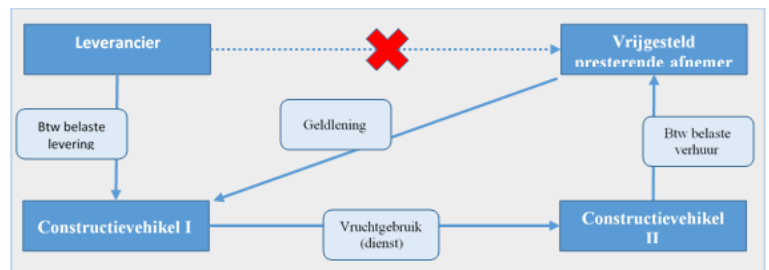 Leverancier
Vrijgesteld
presterende afnemer
Btw belaste
levering
Geldlening
Btw belaste
verhuur
Constructievehikel I
Vruchtgebruik
(dienst)
Constructievehikel
II